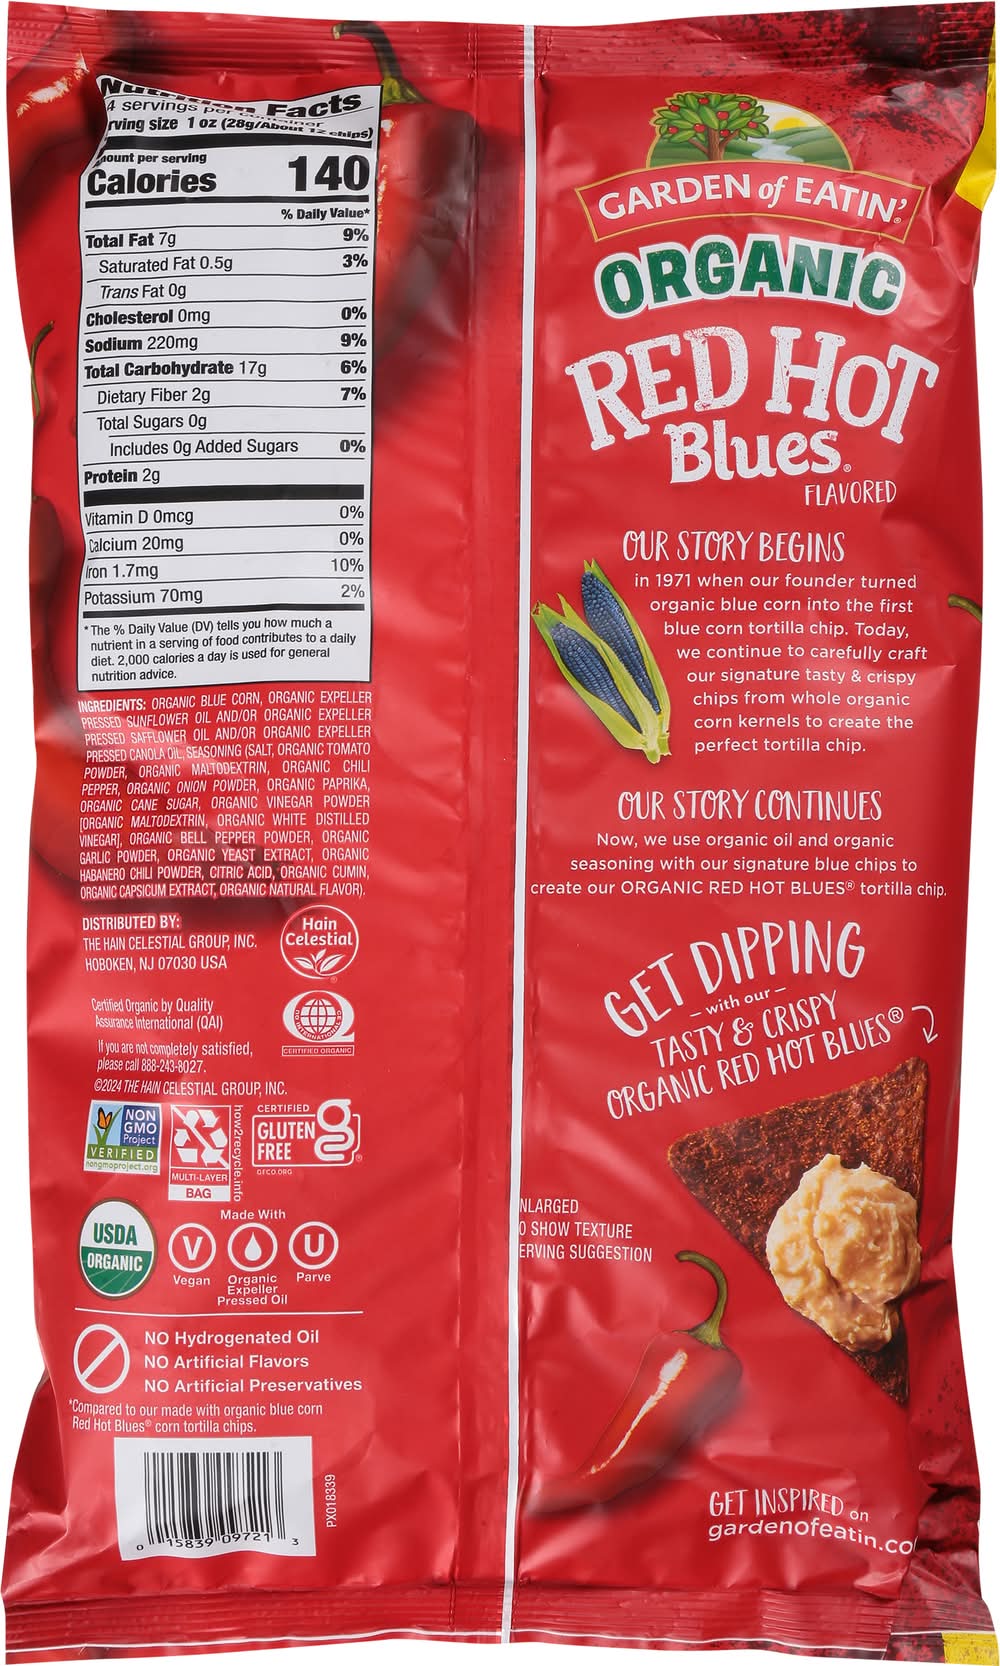 Nutrition Facts
4 servings per container
rving size 1 oz (28g/About 12 chips)
mount per serving
Calories 140
% Daily Value*
Total Fat 7g 9%
Saturated Fat 0.5g 3%
Trans Fat 0g
Cholesterol 0mg 0%
Sodium 220mg 9%
Total Carbohydrate 17g 6%
Dietary Fiber 2g 7%
Total Sugars 0g
Includes 0g Added Sugars 0%
Protein 2g
Vitamin D 0mcg 0%
Calcium 20mg 0%
Iron 1.7mg 10%
Potassium 70mg 2%
* The % Daily Value (DV) tells you how much a
nutrient in a serving of food contributes to a daily
diet. 2,000 calories a day is used for general
nutrition advice.
INGREDIENTS: ORGANIC BLUE CORN, ORGANIC EXPELLER
PRESSED SUNFLOWER OIL AND/OR ORGANIC EXPELLER
PRESSED SAFFLOWER OIL AND/OR ORGANIC EXPELLER
PRESSED CANOLA OIL, SEASONING (SALT, ORGANIC TOMATO
POWDER, ORGANIC MALTODEXTRIN, ORGANIC CHILI
PEPPER, ORGANIC ONION POWDER, ORGANIC PAPRIKA,
ORGANIC CANE SUGAR, ORGANIC VINEGAR POWDER
[ORGANIC MALTODEXTRIN, ORGANIC WHITE DISTILLED
VINEGAR], ORGANIC BELL PEPPER POWDER, ORGANIC
GARLIC POWDER, ORGANIC YEAST EXTRACT, ORGANIC
HABANERO CHILI POWDER, CITRIC ACID, ORGANIC CUMIN,
ORGANIC CAPSICUM EXTRACT, ORGANIC NATURAL FLAVOR).
DISTRIBUTED BY:
THE HAIN CELESTIAL GROUP, INC.
HOBOKEN, NJ 07030 USA
Hain
Celestial®
Certified Organic by Quality
Assurance International (QAI)
CERTIFIED ORGANIC
If you are not completely satisfied,
please call 888-243-8027.
©2024 THE HAIN CELESTIAL GROUP, INC.
NON
GMO
Project
VERIFIED
nongmoproject.org
MULTI-LAYER
BAG
how2recycle.info
CERTIFIED
GLUTEN
FREE
GFCO.ORG
USDA
ORGANIC
Made With
V
U
Vegan
Organic
Expeller
Pressed Oil
Parve
NO Hydrogenated Oil
NO Artificial Flavors
NO Artificial Preservatives
*Compared to our made with organic blue corn
Red Hot Blues® corn tortilla chips.
0 15839 09721 3
PX018339
GARDEN of EATIN'®
ORGANIC
RED HOT
Blues®
FLAVORED
OUR STORY BEGINS
in 1971 when our founder turned
organic blue corn into the first
blue corn tortilla chip. Today,
we continue to carefully craft
our signature tasty & crispy
chips from whole organic
corn kernels to create the
perfect tortilla chip.
OUR STORY CONTINUES
Now, we use organic oil and organic
seasoning with our signature blue chips to
create our ORGANIC RED HOT BLUES® tortilla chip.
GET DIPPING
– with our –
TASTY & CRISPY
ORGANIC RED HOT BLUES®
NLARGED
O SHOW TEXTURE
ERVING SUGGESTION
GET INSPIRED on
gardenofeatin.co